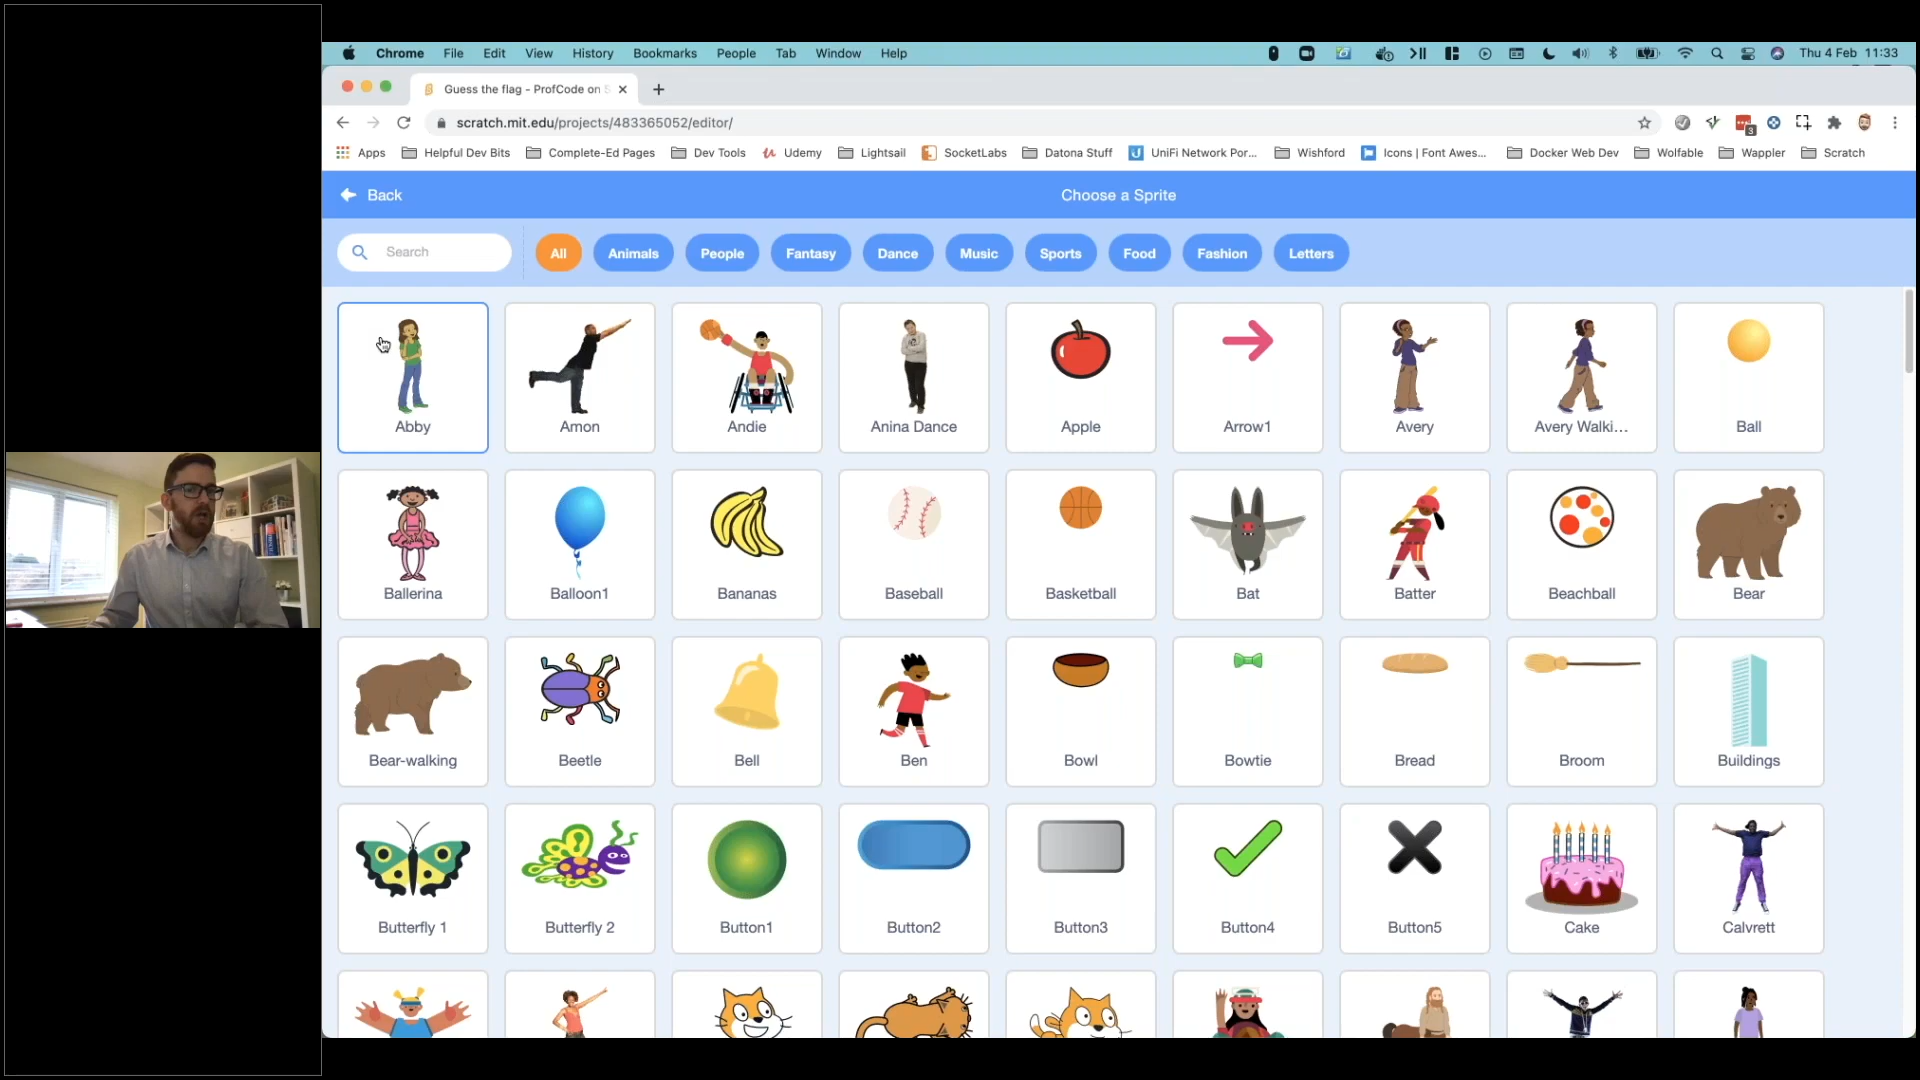 Chrome File Edit View History Bookmarks People Tab Window Help Thu 4 Feb 11:33
Guess the flag - ProfCode on S
scratch.mit.edu/projects/483365052/editor/
3
Apps Helpful Dev Bits Complete-Ed Pages Dev Tools Udemy Lightsail SocketLabs Datona Stuff UniFi Network Por... Wishford Icons | Font Awes... Docker Web Dev Wolfable Wappler Scratch
Back Choose a Sprite
Search All Animals People Fantasy Dance Music Sports Food Fashion Letters
Abby Amon Andie Anina Dance Apple Arrow1 Avery Avery Walki... Ball
Ballerina Balloon1 Bananas Baseball Basketball Bat Batter Beachball Bear
Bear-walking Beetle Bell Ben Bowl Bowtie Bread Broom Buildings
Butterfly 1 Butterfly 2 Button1 Button2 Button3 Button4 Button5 Cake Calvrett